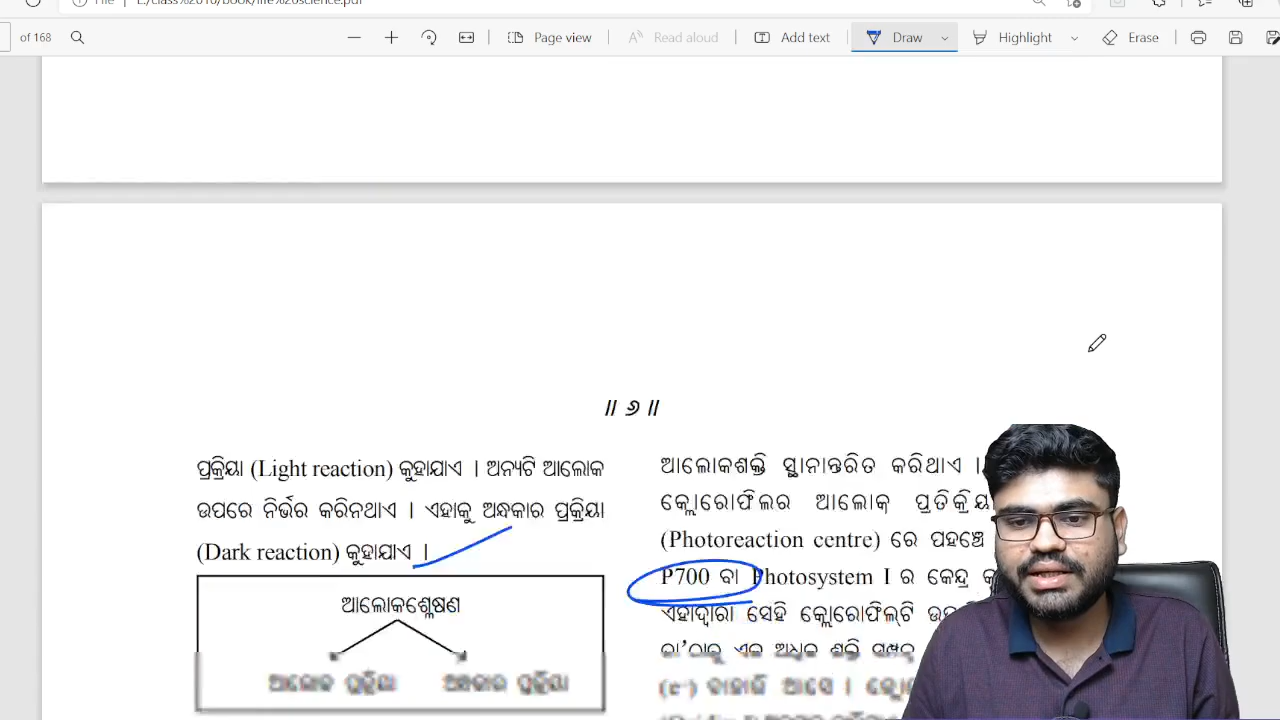 of 168
Page view
Read aloud
Add text
Draw
Highlight
Erase
॥ ୬ ॥
ପ୍ରକ୍ରିୟା (Light reaction) କୁହାଯାଏ । ଅନ୍ୟଟି ଆଲୋକ
ଉପରେ ନିର୍ଭର କରିନଥାଏ । ଏହାକୁ ଅନ୍ଧକାର ପ୍ରକ୍ରିୟା
(Dark reaction) କୁହାଯାଏ ।
ଆଲୋକଶ୍ଳେଷଣ
ଆଲୋକ ପ୍ରକ୍ରିୟା ଅନ୍ଧକାର ପ୍ରକ୍ରିୟା
ଆଲୋକଶକ୍ତି ସ୍ଥାନାନ୍ତରିତ କରିଥାଏ ।
କ୍ଲୋରୋଫିଲର ଆଲୋକ ପ୍ରତିକ୍ରିୟା
(Photoreaction centre) ରେ ପହଞ୍ଚେ
P700 ବା Photosystem I ର କେନ୍ଦ୍ର
ଏହାଦ୍ୱାରା ସେହି କ୍ଲୋରୋଫିଲ୍‌ଟି
(e⁻) ବାହାରି ଆସେ ।